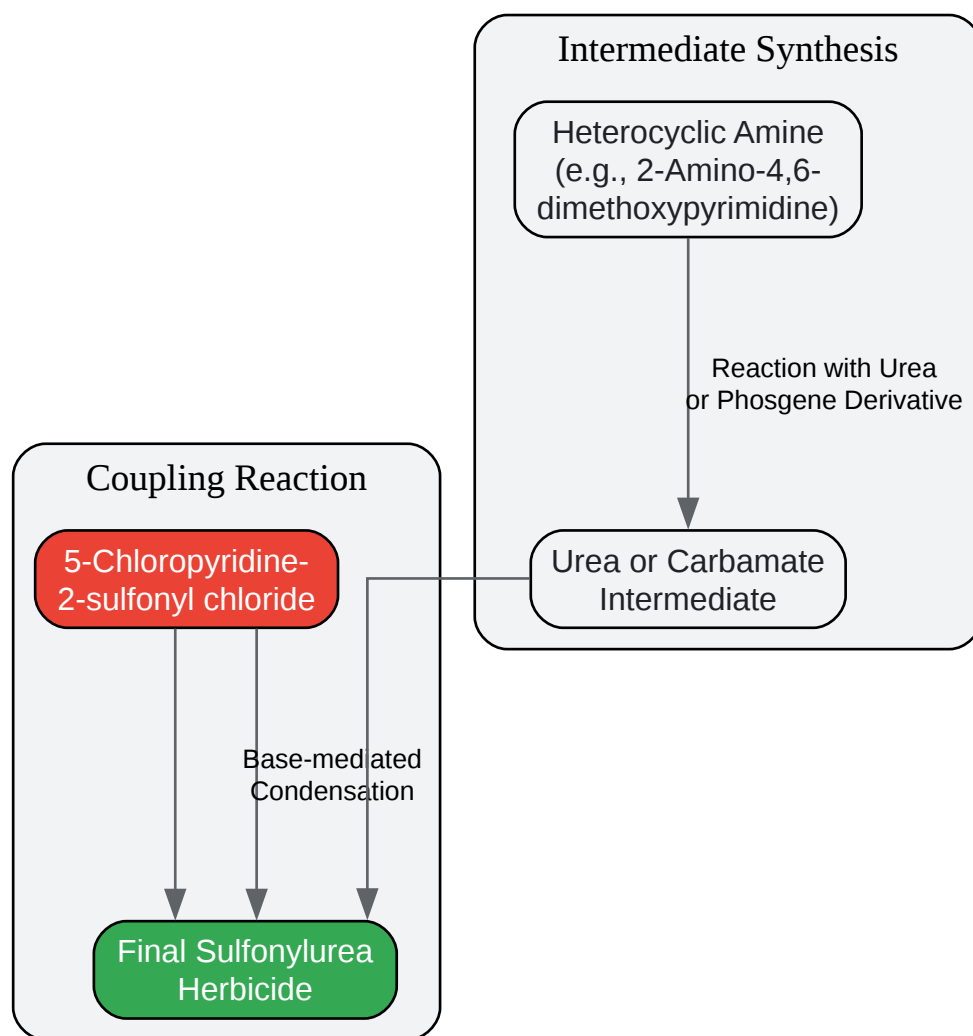 Intermediate Synthesis
Heterocyclic Amine
(e.g., 2-Amino-4,6-
dimethoxypyrimidine)
Reaction with Urea
or Phosgene Derivative
Urea or Carbamate
Intermediate
Coupling Reaction
5-Chloropyridine-
2-sulfonyl chloride
Base-mediated
Condensation
Final Sulfonylurea
Herbicide